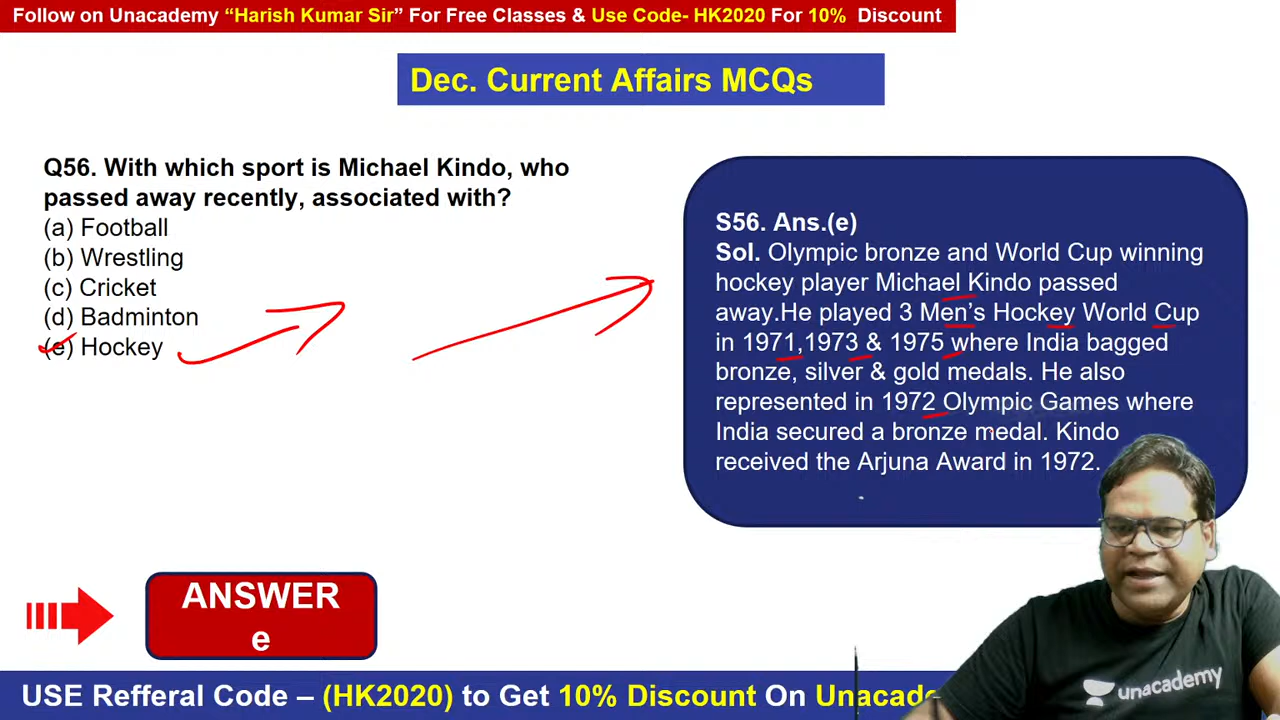 Follow on Unacademy “Harish Kumar Sir” For Free Classes & Use Code- HK2020 For 10% Discount
Dec. Current Affairs MCQs
Q56. With which sport is Michael Kindo, who
passed away recently, associated with?
(a) Football
(b) Wrestling
(c) Cricket
(d) Badminton
(e) Hockey
S56. Ans.(e)
Sol. Olympic bronze and World Cup winning
hockey player Michael Kindo passed
away.He played 3 Men’s Hockey World Cup
in 1971,1973 & 1975 where India bagged
bronze, silver & gold medals. He also
represented in 1972 Olympic Games where
India secured a bronze medal. Kindo
received the Arjuna Award in 1972.
ANSWER
e
USE Refferal Code – (HK2020) to Get 10% Discount On
unacademy